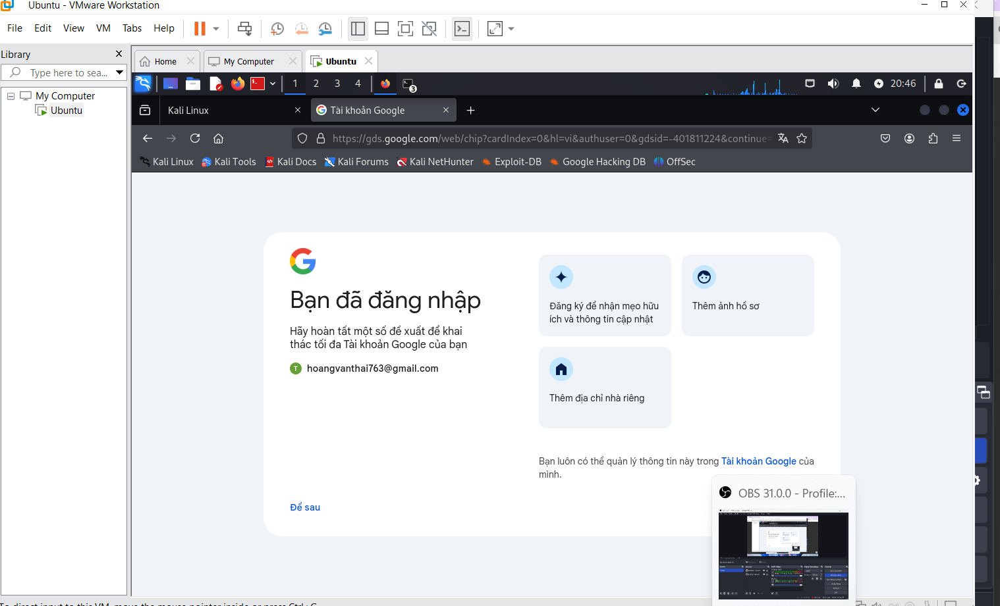 Ubuntu - VMware Workstation
File Edit View VM Tabs Help
Library
Type here to sea...
My Computer
Ubuntu
Home
My Computer
Ubuntu
1 2 3 4
3
20:46
Kali Linux
Tài khoản Google
https://gds.google.com/web/chip?cardIndex=0&hl=vi&authuser=0&gdsid=-401811224&continue=
Kali Linux Kali Tools Kali Docs Kali Forums Kali NetHunter Exploit-DB Google Hacking DB OffSec
Bạn đã đăng nhập
Hãy hoàn tất một số đề xuất để khai
thác tối đa Tài khoản Google của bạn
T hoangvanthai763@gmail.com
Đăng ký để nhận mẹo hữu
ích và thông tin cập nhật
Thêm ảnh hồ sơ
Thêm địa chỉ nhà riêng
Bạn luôn có thể quản lý thông tin này trong Tài khoản Google của
mình.
Để sau
OBS 31.0.0 - Profile:...